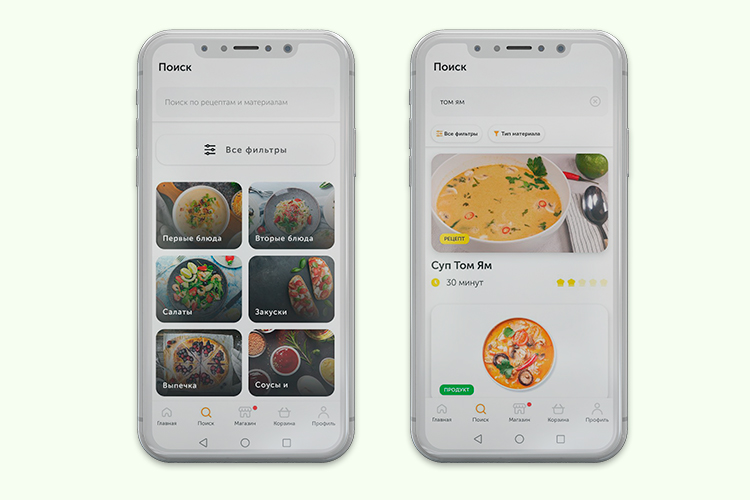 Поиск
Поиск по рецептам и материалам
Все фильтры
Первые блюда
Вторые блюда
Салаты
Закуски
Выпечка
Соусы и
Главная
Поиск
Магазин
Корзина
Профиль
Поиск
том ям
Все фильтры
Тип материала
РЕЦЕПТ
Суп Том Ям
30 минут
ПРОДУКТ
Главная
Поиск
Магазин
Корзина
Профиль